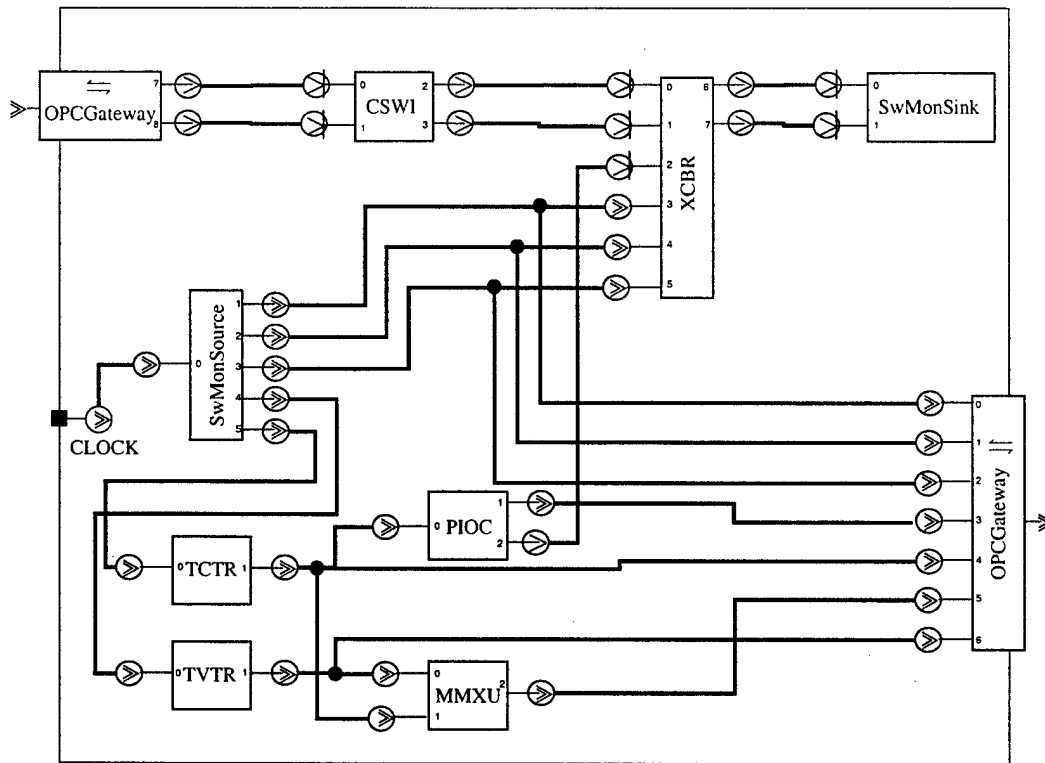 7
⇌
OPCGateway
8
0 2
CSWI
1 3
0 6
1 7
2
3
4
5
XCBR
0
SwMonSink
1
0
SwMonSource
1
2
3
4
5
CLOCK
0 TCTR 1
0 TVTR 1
0 PIOC
1
2
0
MMXU
2
1
0
1
2
3
4
5
6
OPCGateway ⇌